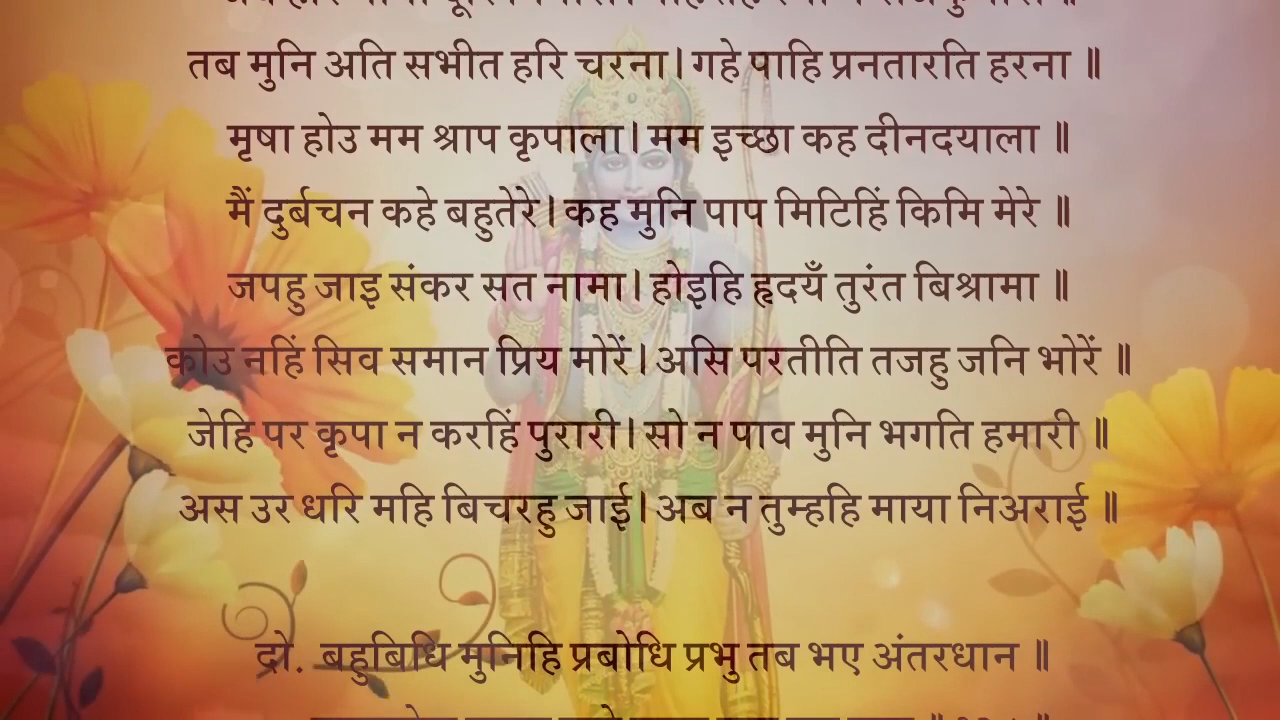 तब मुनि अति सभीत हरि चरना। गहे पाहि प्रनतारति हरना ॥
मृषा होउ मम श्राप कृपाला। मम इच्छा कह दीनदयाला ॥
मैं दुर्बचन कहे बहुतेरे। कह मुनि पाप मिटिहिं किमि मेरे ॥
जपहु जाइ संकर सत नामा। होइहि हृदयँ तुरंत बिश्रामा ॥
कोउ नहिं सिव समान प्रिय मोरें। असि परतीति तजहु जनि भोरें ॥
जेहि पर कृपा न करहिं पुरारी। सो न पाव मुनि भगति हमारी ॥
अस उर धरि महि बिचरहु जाई। अब न तुम्हहि माया निअराई ॥
द्रो. बहुबिधि मुनिहि प्रबोधि प्रभु तब भए अंतरधान ॥